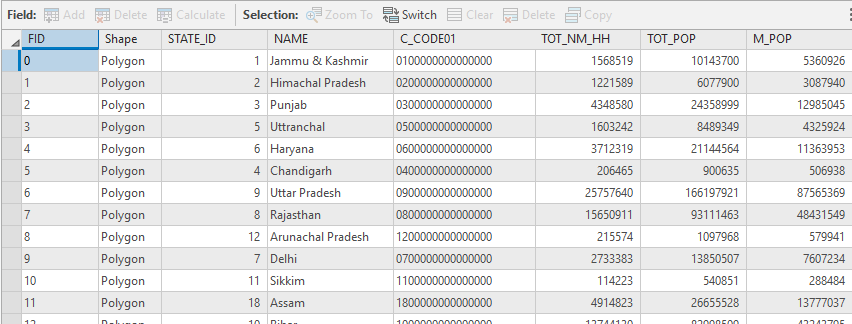 Field: Add Delete Calculate Selection: Zoom To Switch Clear Delete Copy
FID Shape STATE_ID NAME C_CODE01 TOT_NM_HH TOT_POP M_POP
0 Polygon 1 Jammu & Kashmir 0100000000000000 1568519 10143700 5360926
1 Polygon 2 Himachal Pradesh 0200000000000000 1221589 6077900 3087940
2 Polygon 3 Punjab 0300000000000000 4348580 24358999 12985045
3 Polygon 5 Uttranchal 0500000000000000 1603242 8489349 4325924
4 Polygon 6 Haryana 0600000000000000 3712319 21144564 11363953
5 Polygon 4 Chandigarh 0400000000000000 206465 900635 506938
6 Polygon 9 Uttar Pradesh 0900000000000000 25757640 166197921 87565369
7 Polygon 8 Rajasthan 0800000000000000 15650911 93111463 48431549
8 Polygon 12 Arunachal Pradesh 1200000000000000 215574 1097968 579941
9 Polygon 7 Delhi 0700000000000000 2733383 13850507 7607234
10 Polygon 11 Sikkim 1100000000000000 114223 540851 288484
11 Polygon 18 Assam 1800000000000000 4914823 26655528 13777037
12 Polygon 10 Bihar